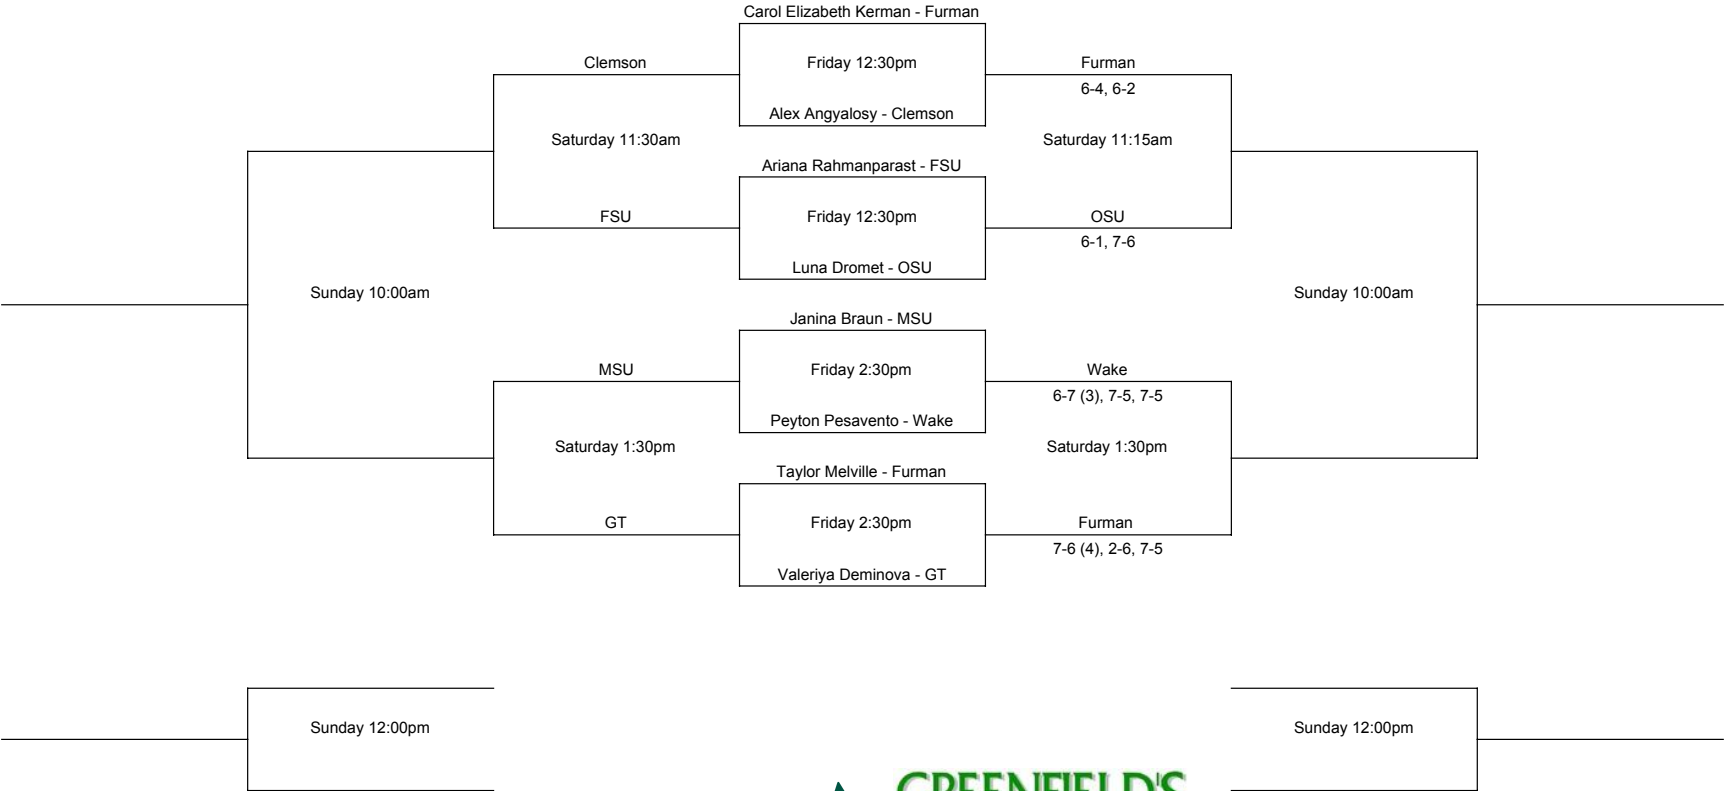 Carol Elizabeth Kerman - Furman
Clemson
Friday 12:30pm
Furman
6-4, 6-2
Alex Angyalosy - Clemson
Saturday 11:30am
Saturday 11:15am
Ariana Rahmanparast - FSU
FSU
Friday 12:30pm
OSU
6-1, 7-6
Luna Dromet - OSU
Sunday 10:00am
Sunday 10:00am
Janina Braun - MSU
MSU
Friday 2:30pm
Wake
6-7 (3), 7-5, 7-5
Peyton Pesavento - Wake
Saturday 1:30pm
Saturday 1:30pm
Taylor Melville - Furman
GT
Friday 2:30pm
Furman
7-6 (4), 2-6, 7-5
Valeriya Deminova - GT
Sunday 12:00pm
Sunday 12:00pm
GREENFIELD'S